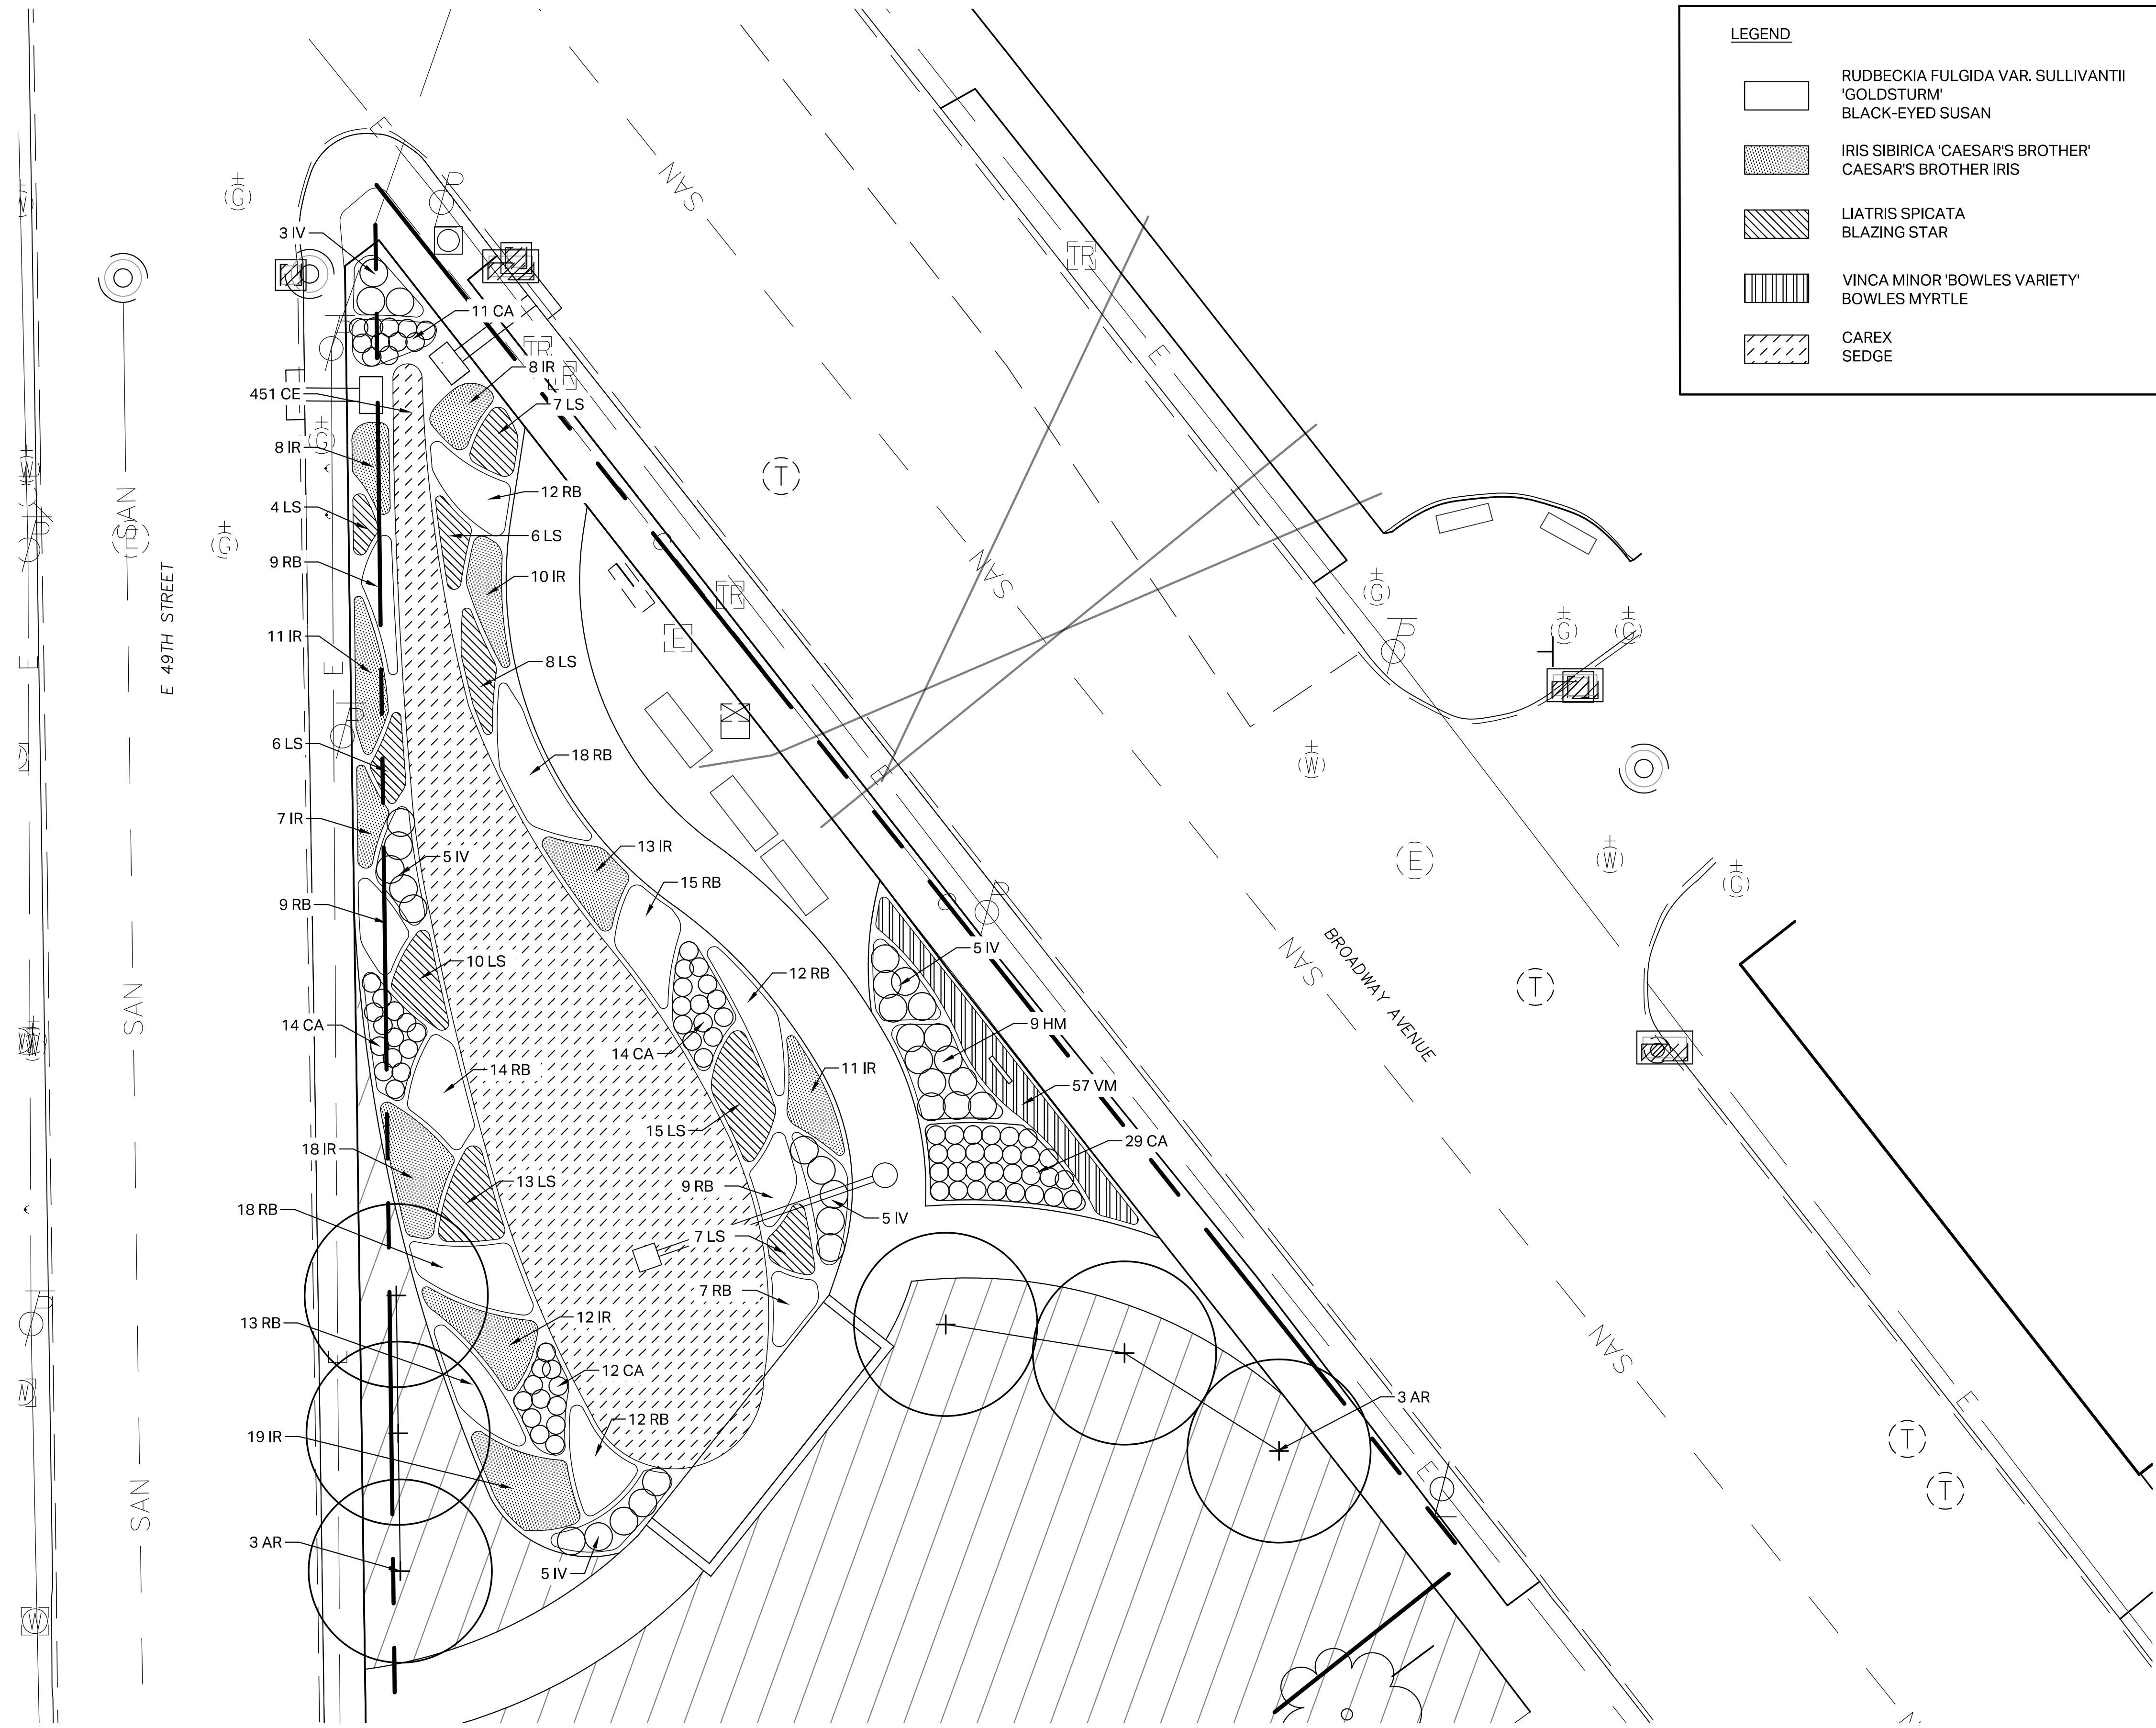 LEGEND
RUDBECKIA FULGIDA VAR. SULLIVANTII
'GOLDSTURM'
BLACK-EYED SUSAN
IRIS SIBIRICA 'CAESAR'S BROTHER'
CAESAR'S BROTHER IRIS
LIATRIS SPICATA
BLAZING STAR
VINCA MINOR 'BOWLES VARIETY'
BOWLES MYRTLE
CAREX
SEDGE
E
P
SAN
(G)
(G)
3 IV
TR
11 CA
TR
TR
8 IR
451 CE
7 LS
(G)
8 IR
(W)
(T)
12 RB
4 LS
SAN
(E)
(G)
6 LS
9 RB
SAN
10 IR
TR
E 49TH STREET
11 IR
E
E
E
8 LS
(G)
(G)
(G)
P
P
6 LS
18 RB
(W)
E
7 IR
13 IR
5 IV
(E)
(W)
(G)
15 RB
9 RB
P
10 LS
12 RB
5 IV
SAN
BROADWAY AVENUE
(T)
SAN
14 CA
9 HM
14 CA
14 RB
11 IR
57 VM
15 LS
29 CA
18 IR
13 LS
9 RB
18 RB
5 IV
7 LS
7 RB
13 RB
12 IR
SAN
E
12 CA
3 AR
E
12 RB
19 IR
(T)
E
(T)
SAN
3 AR
5 IV
W